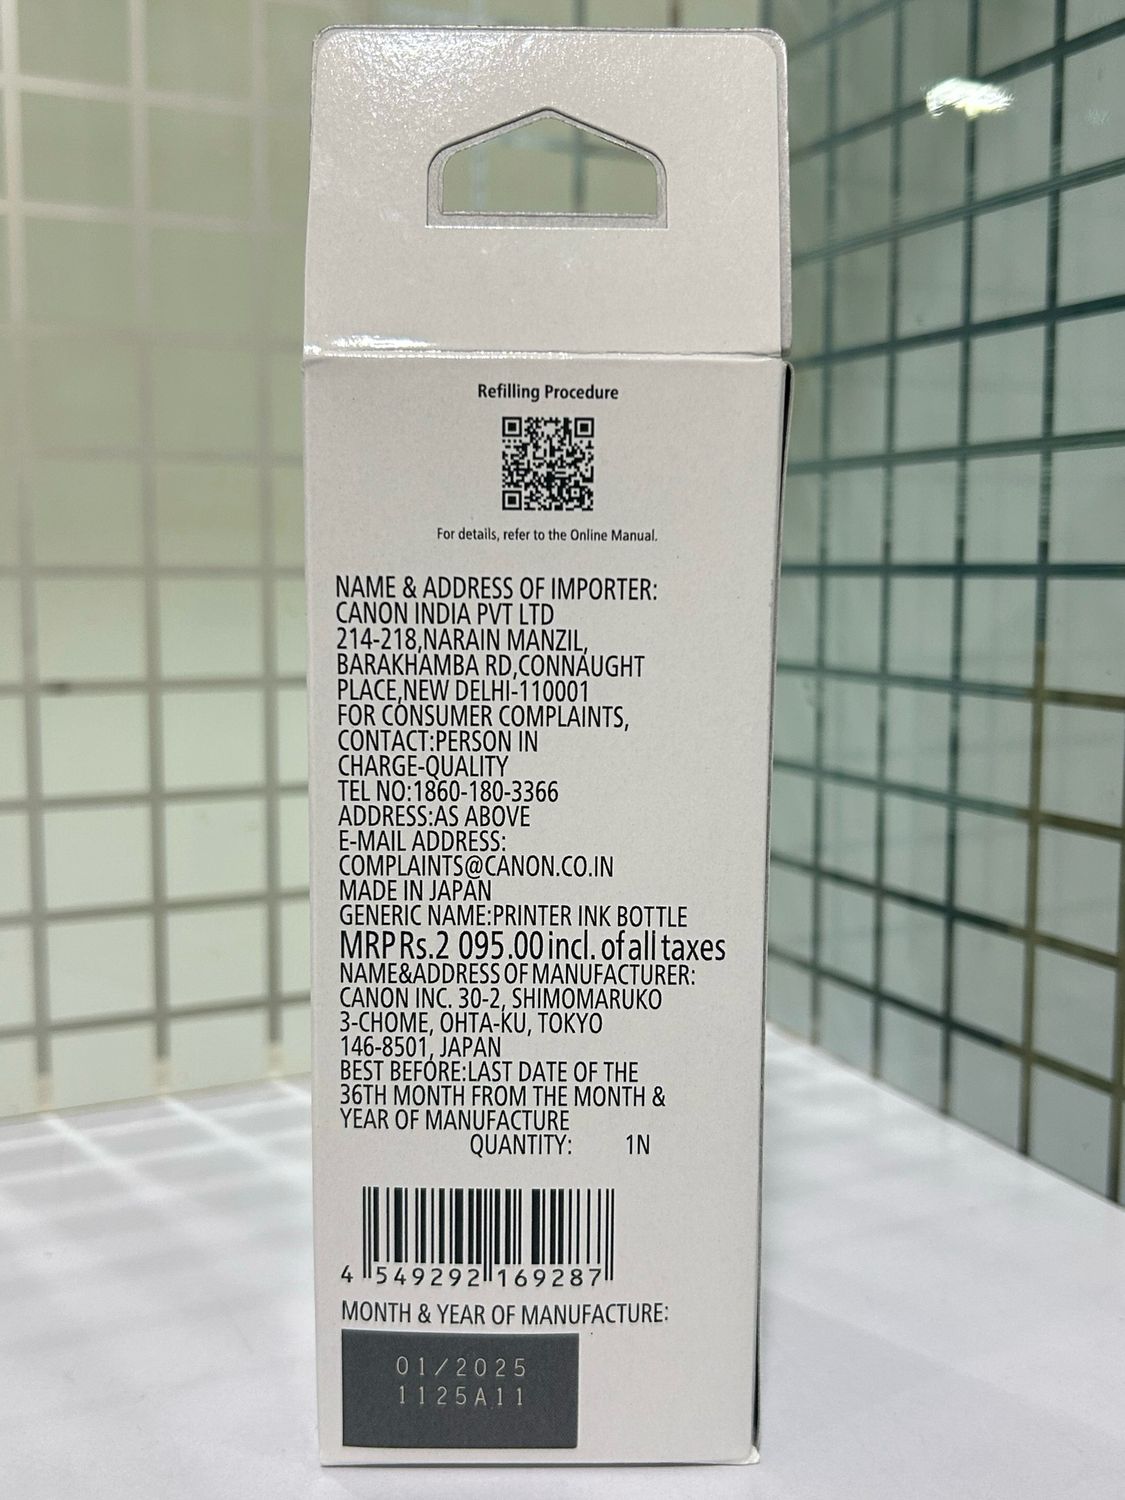 Refilling Procedure
For details, refer to the Online Manual.
NAME & ADDRESS OF IMPORTER:
CANON INDIA PVT LTD
214-218,NARAIN MANZIL,
BARAKHAMBA RD,CONNAUGHT
PLACE,NEW DELHI-110001
FOR CONSUMER COMPLAINTS,
CONTACT:PERSON IN
CHARGE-QUALITY
TEL NO:1860-180-3366
ADDRESS:AS ABOVE
E-MAIL ADDRESS:
COMPLAINTS@CANON.CO.IN
MADE IN JAPAN
GENERIC NAME:PRINTER INK BOTTLE
MRP Rs.2 095.00 incl. of all taxes
NAME&ADDRESS OF MANUFACTURER:
CANON INC. 30-2, SHIMOMARUKO
3-CHOME, OHTA-KU, TOKYO
146-8501, JAPAN
BEST BEFORE:LAST DATE OF THE
36TH MONTH FROM THE MONTH &
YEAR OF MANUFACTURE
QUANTITY: 1N
4 549292 169287
MONTH & YEAR OF MANUFACTURE:
01/2025
1125A11